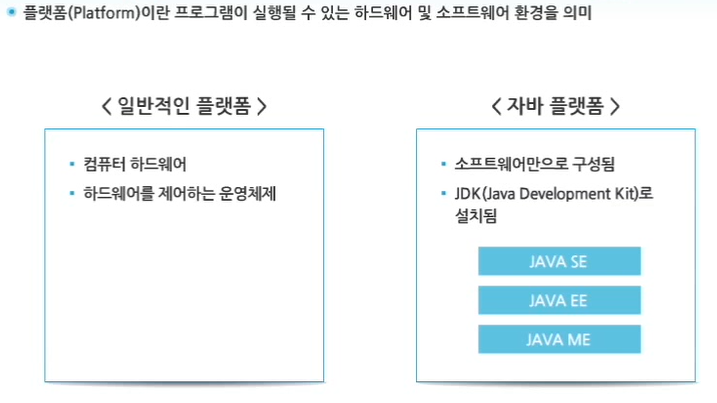 플랫폼(Platform)이란 프로그램이 실행될 수 있는 하드웨어 및 소프트웨어 환경을 의미
< 일반적인 플랫폼 >
컴퓨터 하드웨어
하드웨어를 제어하는 운영체제
< 자바 플랫폼 >
소프트웨어만으로 구성됨
JDK(Java Development Kit)로
설치됨
JAVA SE
JAVA EE
JAVA ME